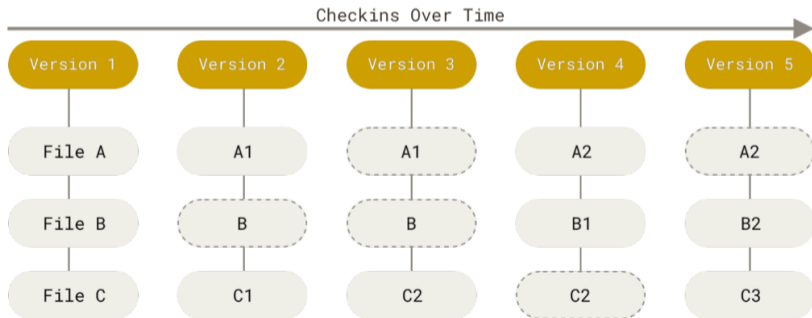 Checkins Over Time
Version 1 Version 2 Version 3 Version 4 Version 5
File A A1 A1 A2 A2
File B B B B1 B2
File C C1 C2 C2 C3